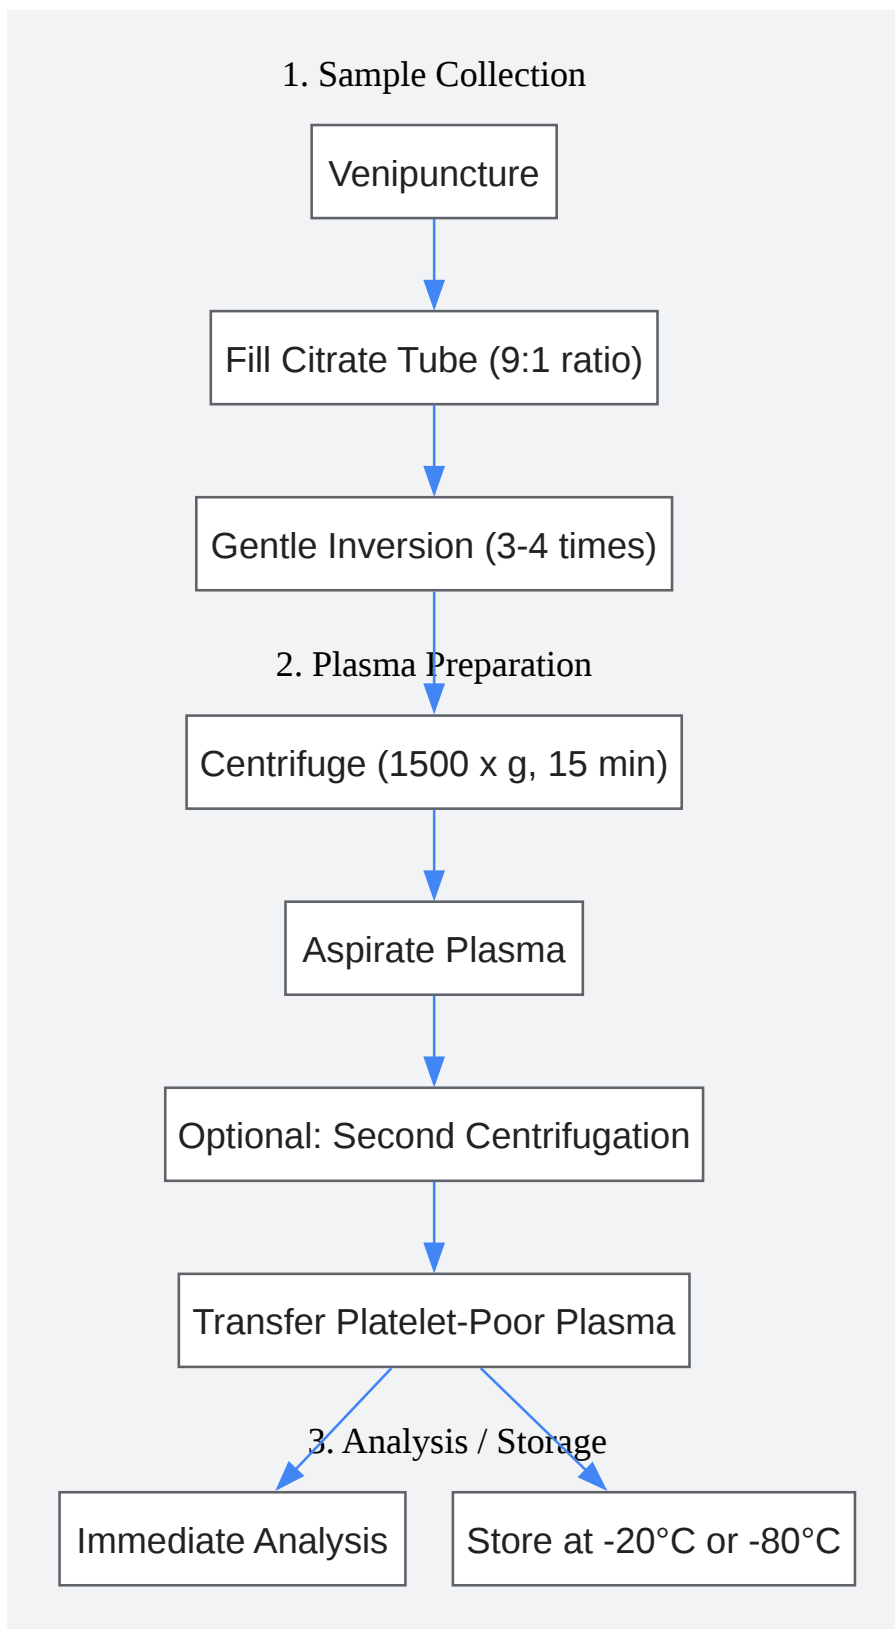 1. Sample Collection
Venipuncture
Fill Citrate Tube (9:1 ratio)
Gentle Inversion (3-4 times)
2. Plasma Preparation
Centrifuge (1500 x g, 15 min)
Aspirate Plasma
Optional: Second Centrifugation
Transfer Platelet-Poor Plasma
3. Analysis / Storage
Immediate Analysis
Store at -20°C or -80°C